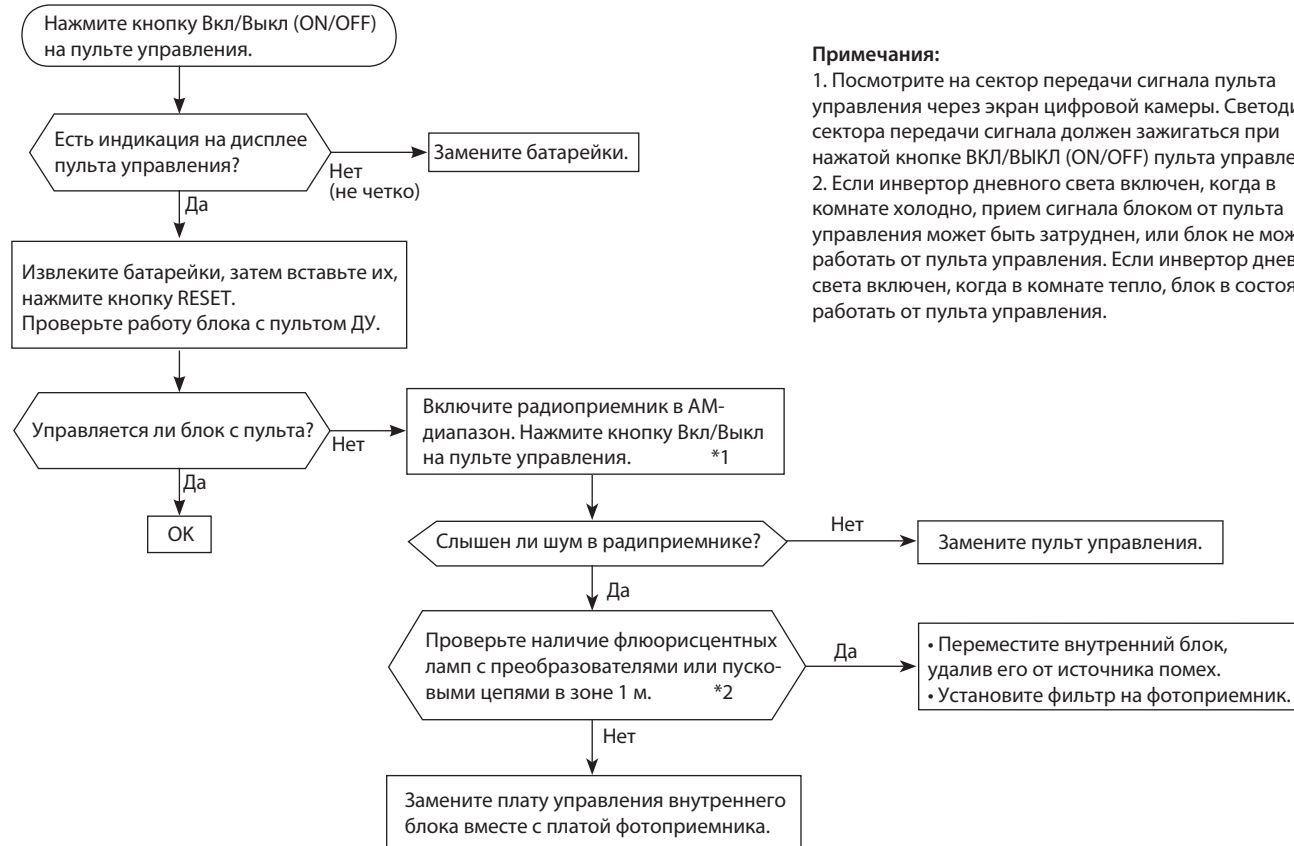 Нажмите кнопку Вкл/Выкл (ON/OFF)
на пульте управления.
Есть индикация на дисплее
пульта управления?
Нет
(не четко)
Замените батарейки.
Да
Извлеките батарейки, затем вставьте их,
нажмите кнопку RESET.
Проверьте работу блока с пультом ДУ.
Управляется ли блок с пульта?
Нет
Да
OK
Включите радиоприемник в АМ-
диапазон. Нажмите кнопку Вкл/Выкл
на пульте управления. *1
Слышен ли шум в радиприемнике?
Нет
Замените пульт управления.
Да
Проверьте наличие флюорисцентных
ламп с преобразователями или пуско-
выми цепями в зоне 1 м. *2
Да
• Переместите внутренний блок,
удалив его от источника помех.
• Установите фильтр на фотоприемник.
Нет
Замените плату управления внутреннего
блока вместе с платой фотоприемника.
Примечания:
1. Посмотрите на сектор передачи сигнала пульта
управления через экран цифровой камеры.
сектора передачи сигнала должен зажигаться при
нажатой кнопке ВКЛ/ВЫКЛ (ON/OFF) пульта
2. Если инвертор дневного света включен, когда в
комнате холодно, прием сигнала блоком от пульта
управления может быть затруднен, или блок не
работать от пульта управления. Если инвертор
света включен, когда в комнате тепло, блок в
работать от пульта управления.